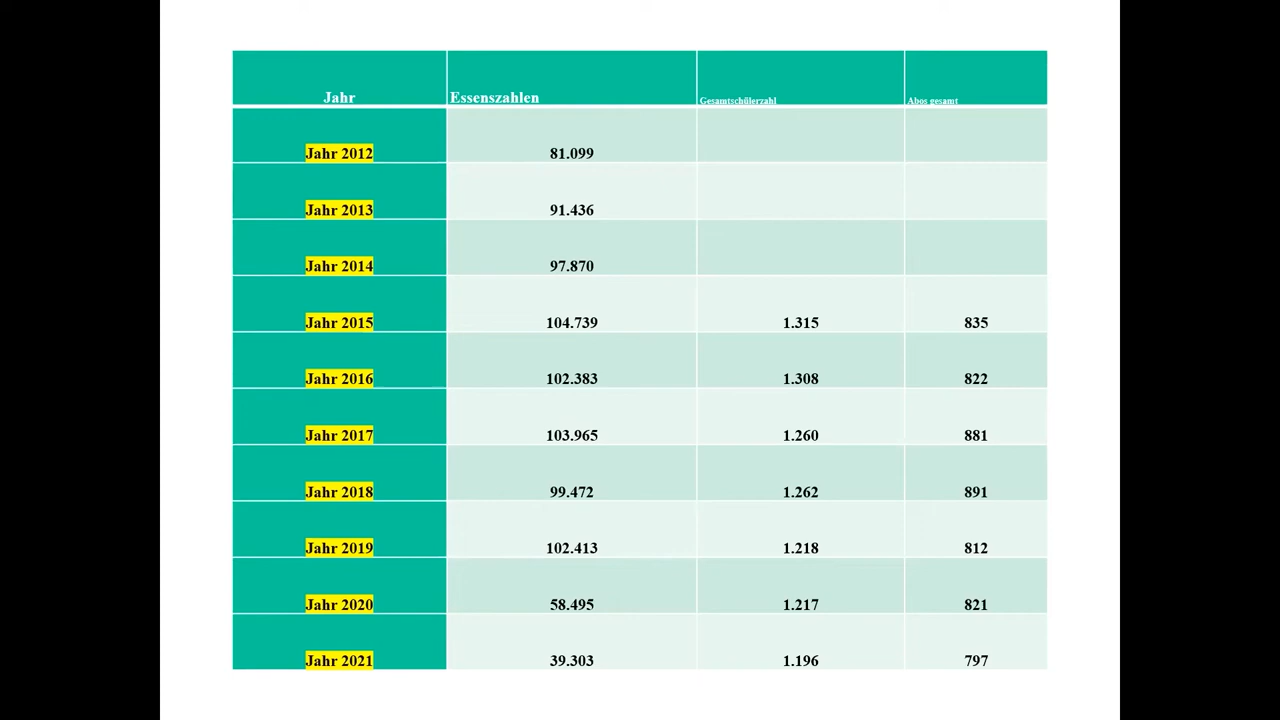 Jahr Essenszahlen Gesamtschülerzahl Abos gesamt
Jahr 2012 81.099
Jahr 2013 91.436
Jahr 2014 97.870
Jahr 2015 104.739 1.315 835
Jahr 2016 102.383 1.308 822
Jahr 2017 103.965 1.260 881
Jahr 2018 99.472 1.262 891
Jahr 2019 102.413 1.218 812
Jahr 2020 58.495 1.217 821
Jahr 2021 39.303 1.196 797